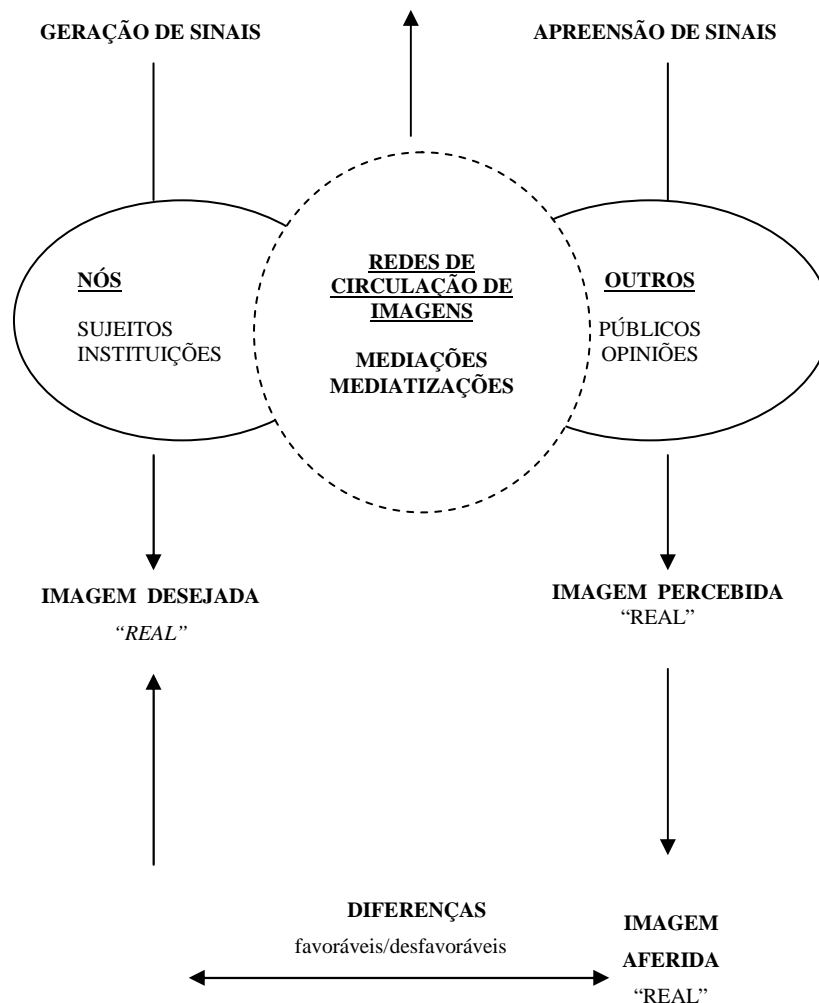 GERAÇÃO DE SINAIS
APREENSÃO DE SINAIS
NÓS
SUJEITOS
INSTITUIÇÕES
REDES DE
CIRCULAÇÃO DE
IMAGENS
MEDIAÇÕES
MEDIATIZAÇÕES
OUTROS
PÚBLICOS
OPINIÕES
IMAGEM DESEJADA
“REAL”
IMAGEM PERCEBIDA
“REAL”
DIFERENÇAS
favoráveis/desfavoráveis
IMAGEM
AFERIDA
“REAL”